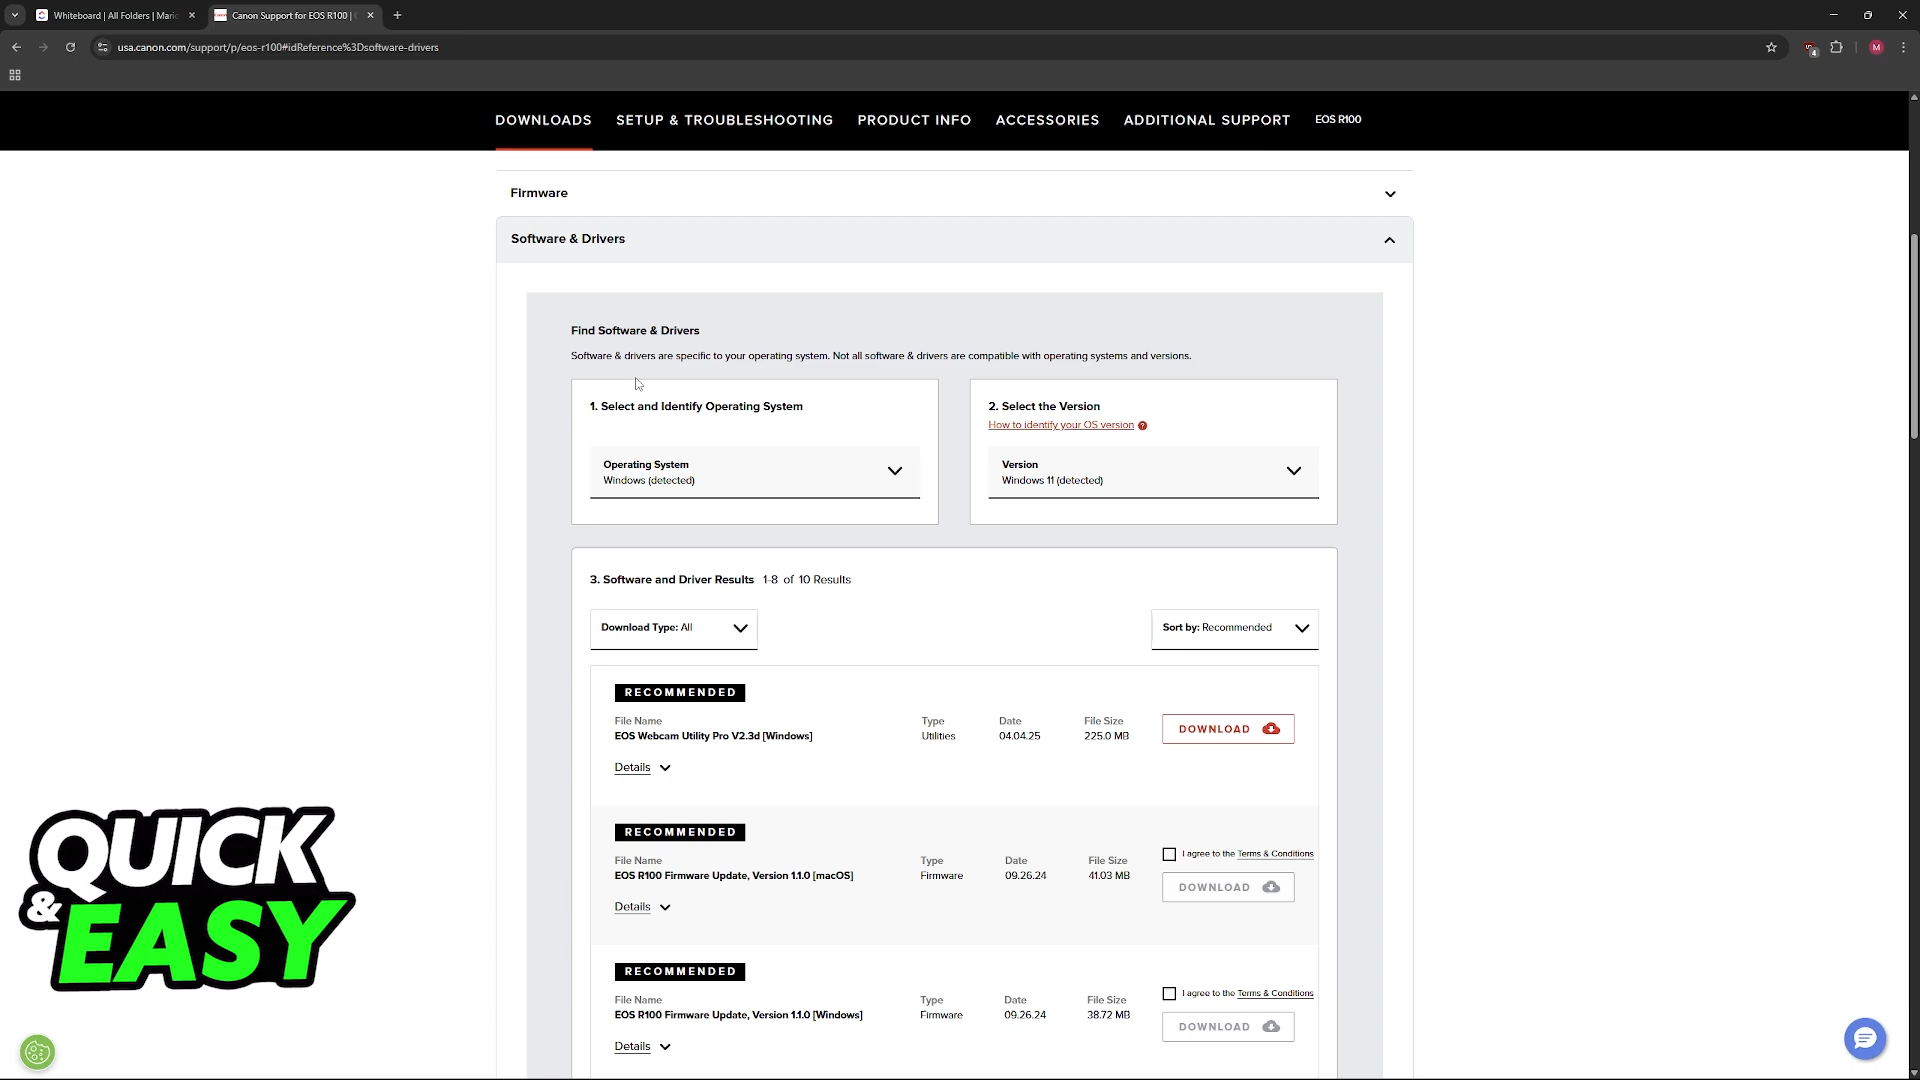 Whiteboard | All Folders | Maric
Canon Support for EOS R100 |
usa.canon.com/support/p/eos-r100#idReference%3Dsoftware-drivers
4
M
DOWNLOADS SETUP & TROUBLESHOOTING PRODUCT INFO ACCESSORIES ADDITIONAL SUPPORT EOS R100
Firmware
Software & Drivers
Find Software & Drivers
Software & drivers are specific to your operating system. Not all software & drivers are compatible with operating systems and versions.
1. Select and Identify Operating System
Operating System
Windows (detected)
2. Select the Version
How to identify your OS version ?
Version
Windows 11 (detected)
3. Software and Driver Results 1-8 of 10 Results
Download Type: All
Sort by: Recommended
RECOMMENDED
File Name Type Date File Size
EOS Webcam Utility Pro V2.3d [Windows] Utilities 04.04.25 225.0 MB
DOWNLOAD
Details
RECOMMENDED
File Name Type Date File Size
EOS R100 Firmware Update, Version 1.1.0 [macOS] Firmware 09.26.24 41.03 MB
I agree to the Terms & Conditions
DOWNLOAD
Details
RECOMMENDED
File Name Type Date File Size
EOS R100 Firmware Update, Version 1.1.0 [Windows] Firmware 09.26.24 38.72 MB
I agree to the Terms & Conditions
DOWNLOAD
Details
QUICK
& EASY